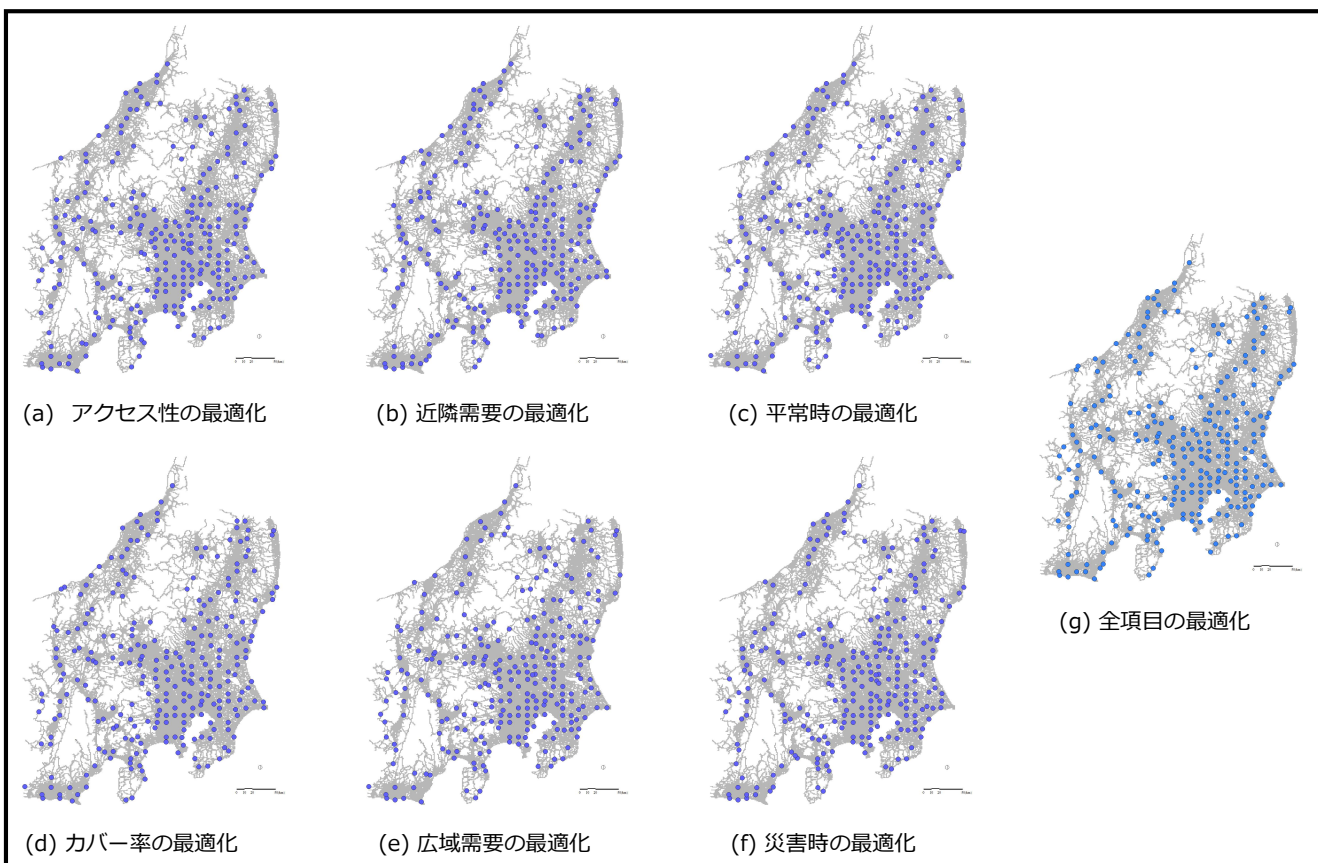 (a) アクセス性の最適化
(b) 近隣需要の最適化
(c) 平常時の最適化
(d) カバー率の最適化
(e) 広域需要の最適化
(f) 災害時の最適化
(g) 全項目の最適化